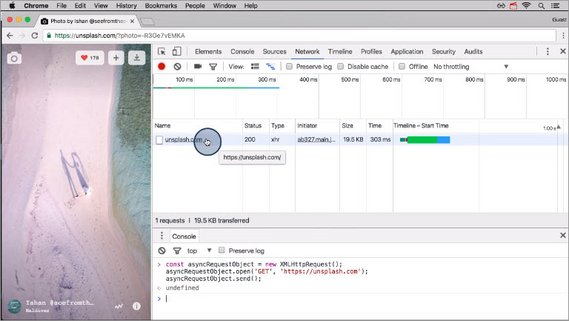 Chrome File Edit View History Bookmarks People Window Help
Photo by Ishan @seefromthes
Guest
https://unsplash.com/?photo=-R3Ge7vEMKA
178
Elements Console Sources Network Timeline Profiles Application Security Audits
Preserve log Disable cache Offline No throttling
View:
100 ms 200 ms 300 ms 400 ms 500 ms 600 ms 700 ms 800 ms 900 ms 1000 ms
Name Status Type Initiator Size Time Timeline – Start Time 1.00 s
unsplash.com 200 xhr ab327.main.j... 19.5 KB 303 ms
https://unsplash.com/
1 requests | 19.5 KB transferred
Console
top Preserve log
> const asyncRequestObject = new XMLHttpRequest();
asyncRequestObject.open('GET', 'https://unsplash.com');
asyncRequestObject.send();
undefined
>
Ishan @seefromth...
Maldives